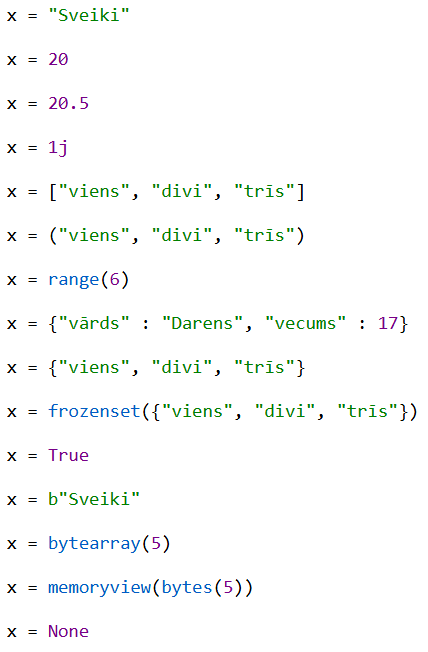 x = "Sveiki"
x = 20
x = 20.5
x = 1j
x = ["viens", "divi", "trīs"]
x = ("viens", "divi", "trīs")
x = range(6)
x = {"vārds" : "Darens", "vecums" : 17}
x = {"viens", "divi", "trīs"}
x = frozenset({"viens", "divi", "trīs"})
x = True
x = b"Sveiki"
x = bytearray(5)
x = memoryview(bytes(5))
x = None